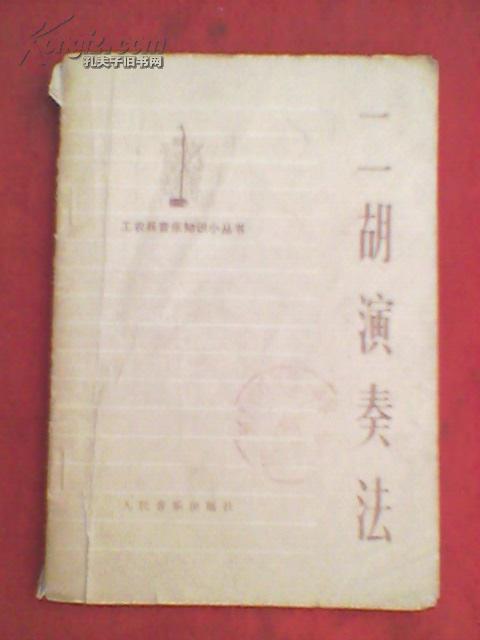 Kongfz.com
孔夫子旧书网
二胡演奏法
工农兵音乐知识小丛书
人民音乐出版社